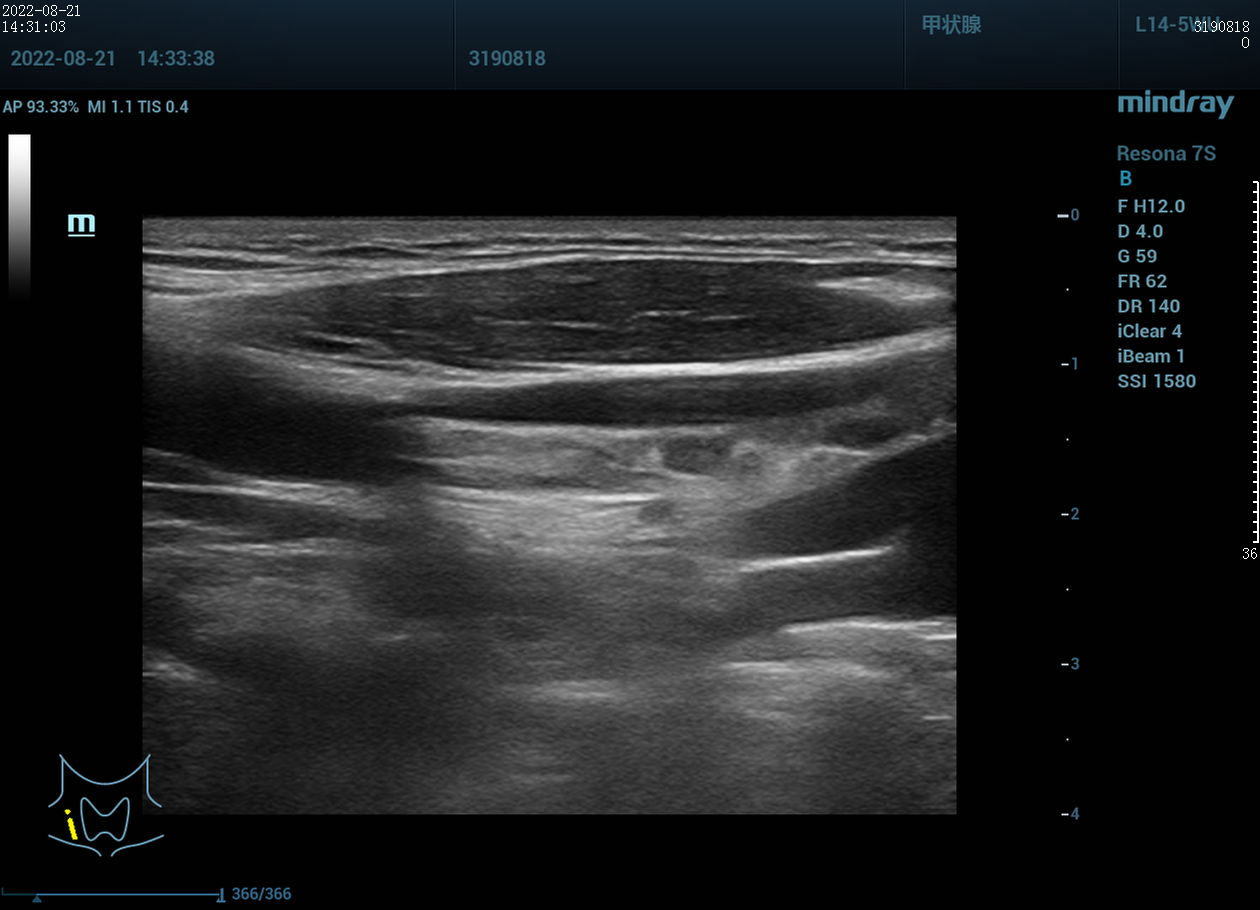 2022-08-21
14:31:03
2022-08-21 14:33:38
3190818
甲状腺
3190818
0
AP 93.33% MI 1.1 TIS 0.4
mindray
Resona 7S
B
F H12.0
D 4.0
G 59
FR 62
DR 140
iClear 4
iBeam 1
SSI 1580
m
0
1
2
3
4
36
366/366